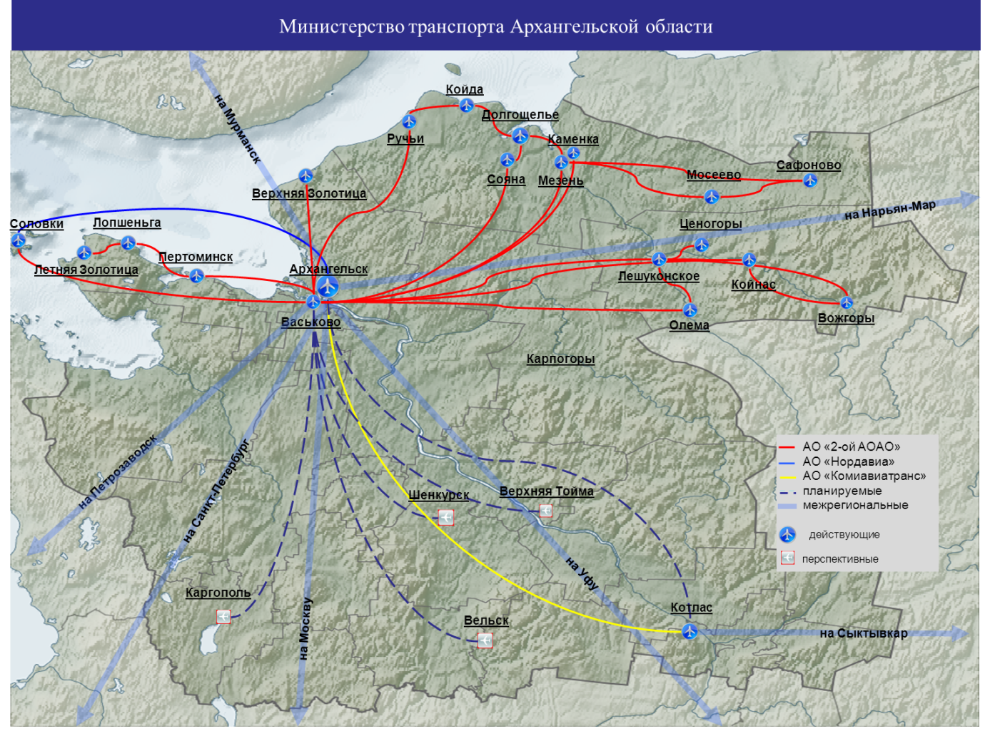 Министерство транспорта Архангельской области
на Мурманск
Койда
Долгощелье
Ручьи
Каменка
Сояна
Мезень
Мосеево
Сафоново
Верхняя Золотица
на Нарьян-Мар
Соловки
Лопшеньга
Ценогоры
Пертоминск
Летняя Золотица
Архангельск
Лешуконское
Койнас
Васьково
Олема
Вожгоры
Карпогоры
на Петрозаводск
на Санкт-Петербург
Шенкурск
Верхняя Тойма
АО «2-ой АОАО»
АО «Нордавиа»
АО «Комиавиатранс»
планируемые
межрегиональные
действующие
перспективные
на Уфу
Каргополь
на Москву
Вельск
Котлас
на Сыктывкар